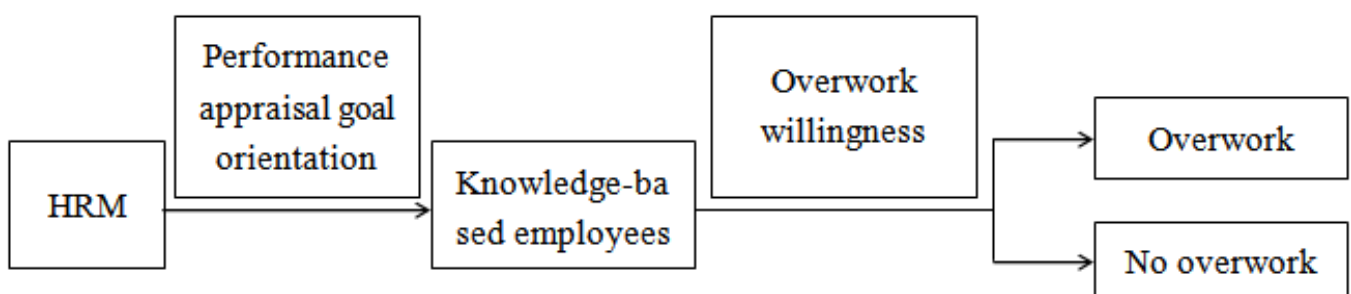 Performance
appraisal goal
orientation
HRM
Knowledge-ba
sed employees
Overwork
willingness
Overwork
No overwork